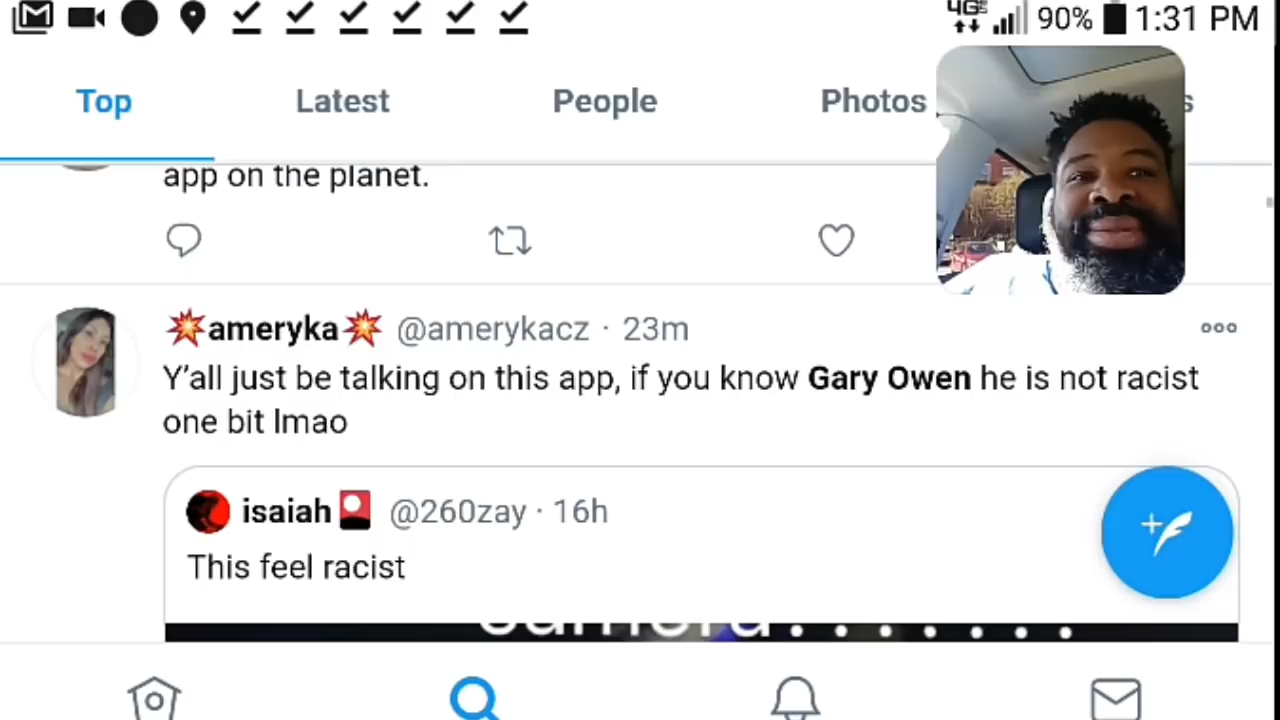 4G 90% 1:31 PM
Top Latest People Photos
app on the planet.
💥ameryka💥 @amerykacz · 23m
Y’all just be talking on this app, if you know Gary Owen he is not racist
one bit lmao
isaiah🎴 @260zay · 16h
This feel racist